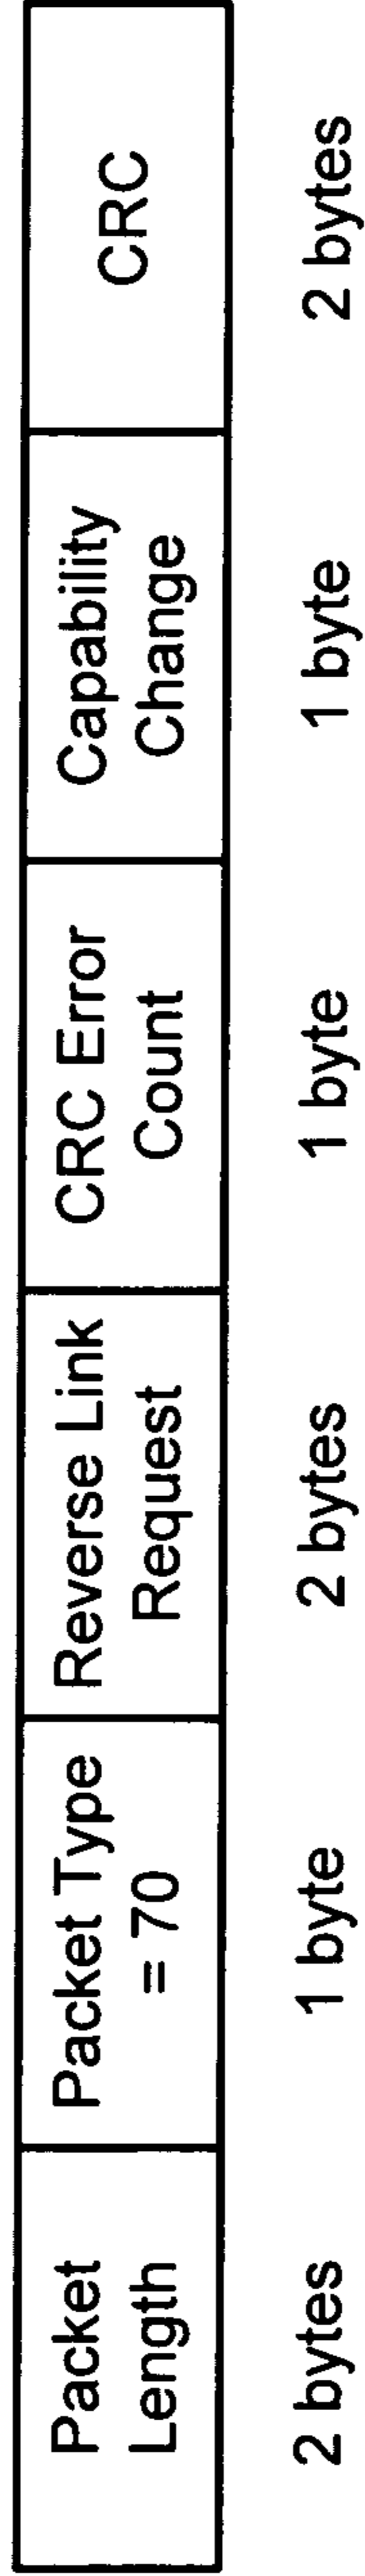 Packet
Length
Packet Type
= 70
Reverse Link
Request
CRC Error
Count
Capability
Change
CRC
2 bytes
1 byte
2 bytes
1 byte
1 byte
2 bytes